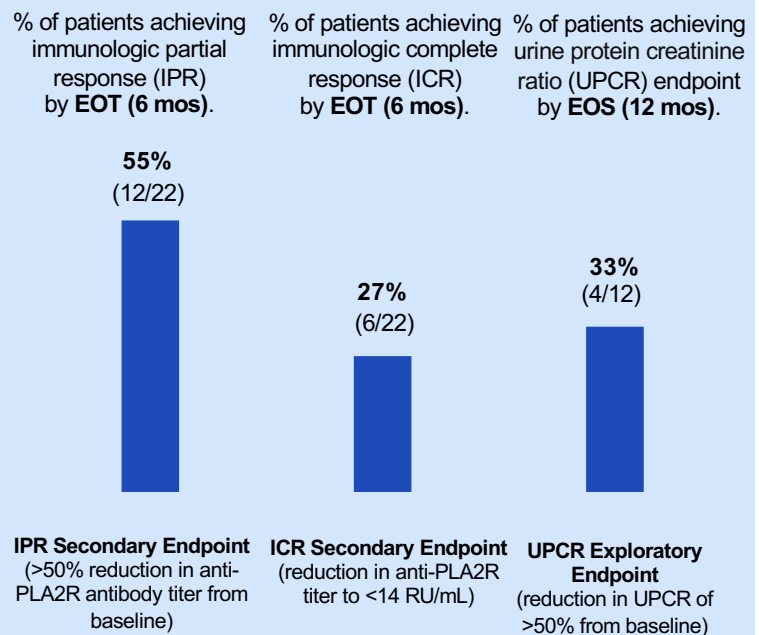 % of patients achieving
immunologic partial
response (IPR)
by EOT (6 mos).
% of patients achieving
immunologic complete
response (ICR)
by EOT (6 mos).
% of patients achieving
urine protein creatinine
ratio (UPCR) endpoint
by EOS (12 mos).
55%
(12/22)
27%
(6/22)
33%
(4/12)
IPR Secondary Endpoint
(>50% reduction in anti-
PLA2R antibody titer from
baseline)
ICR Secondary Endpoint
(reduction in anti-PLA2R
titer to <14 RU/mL)
UPCR Exploratory
Endpoint
(reduction in UPCR of
>50% from baseline)